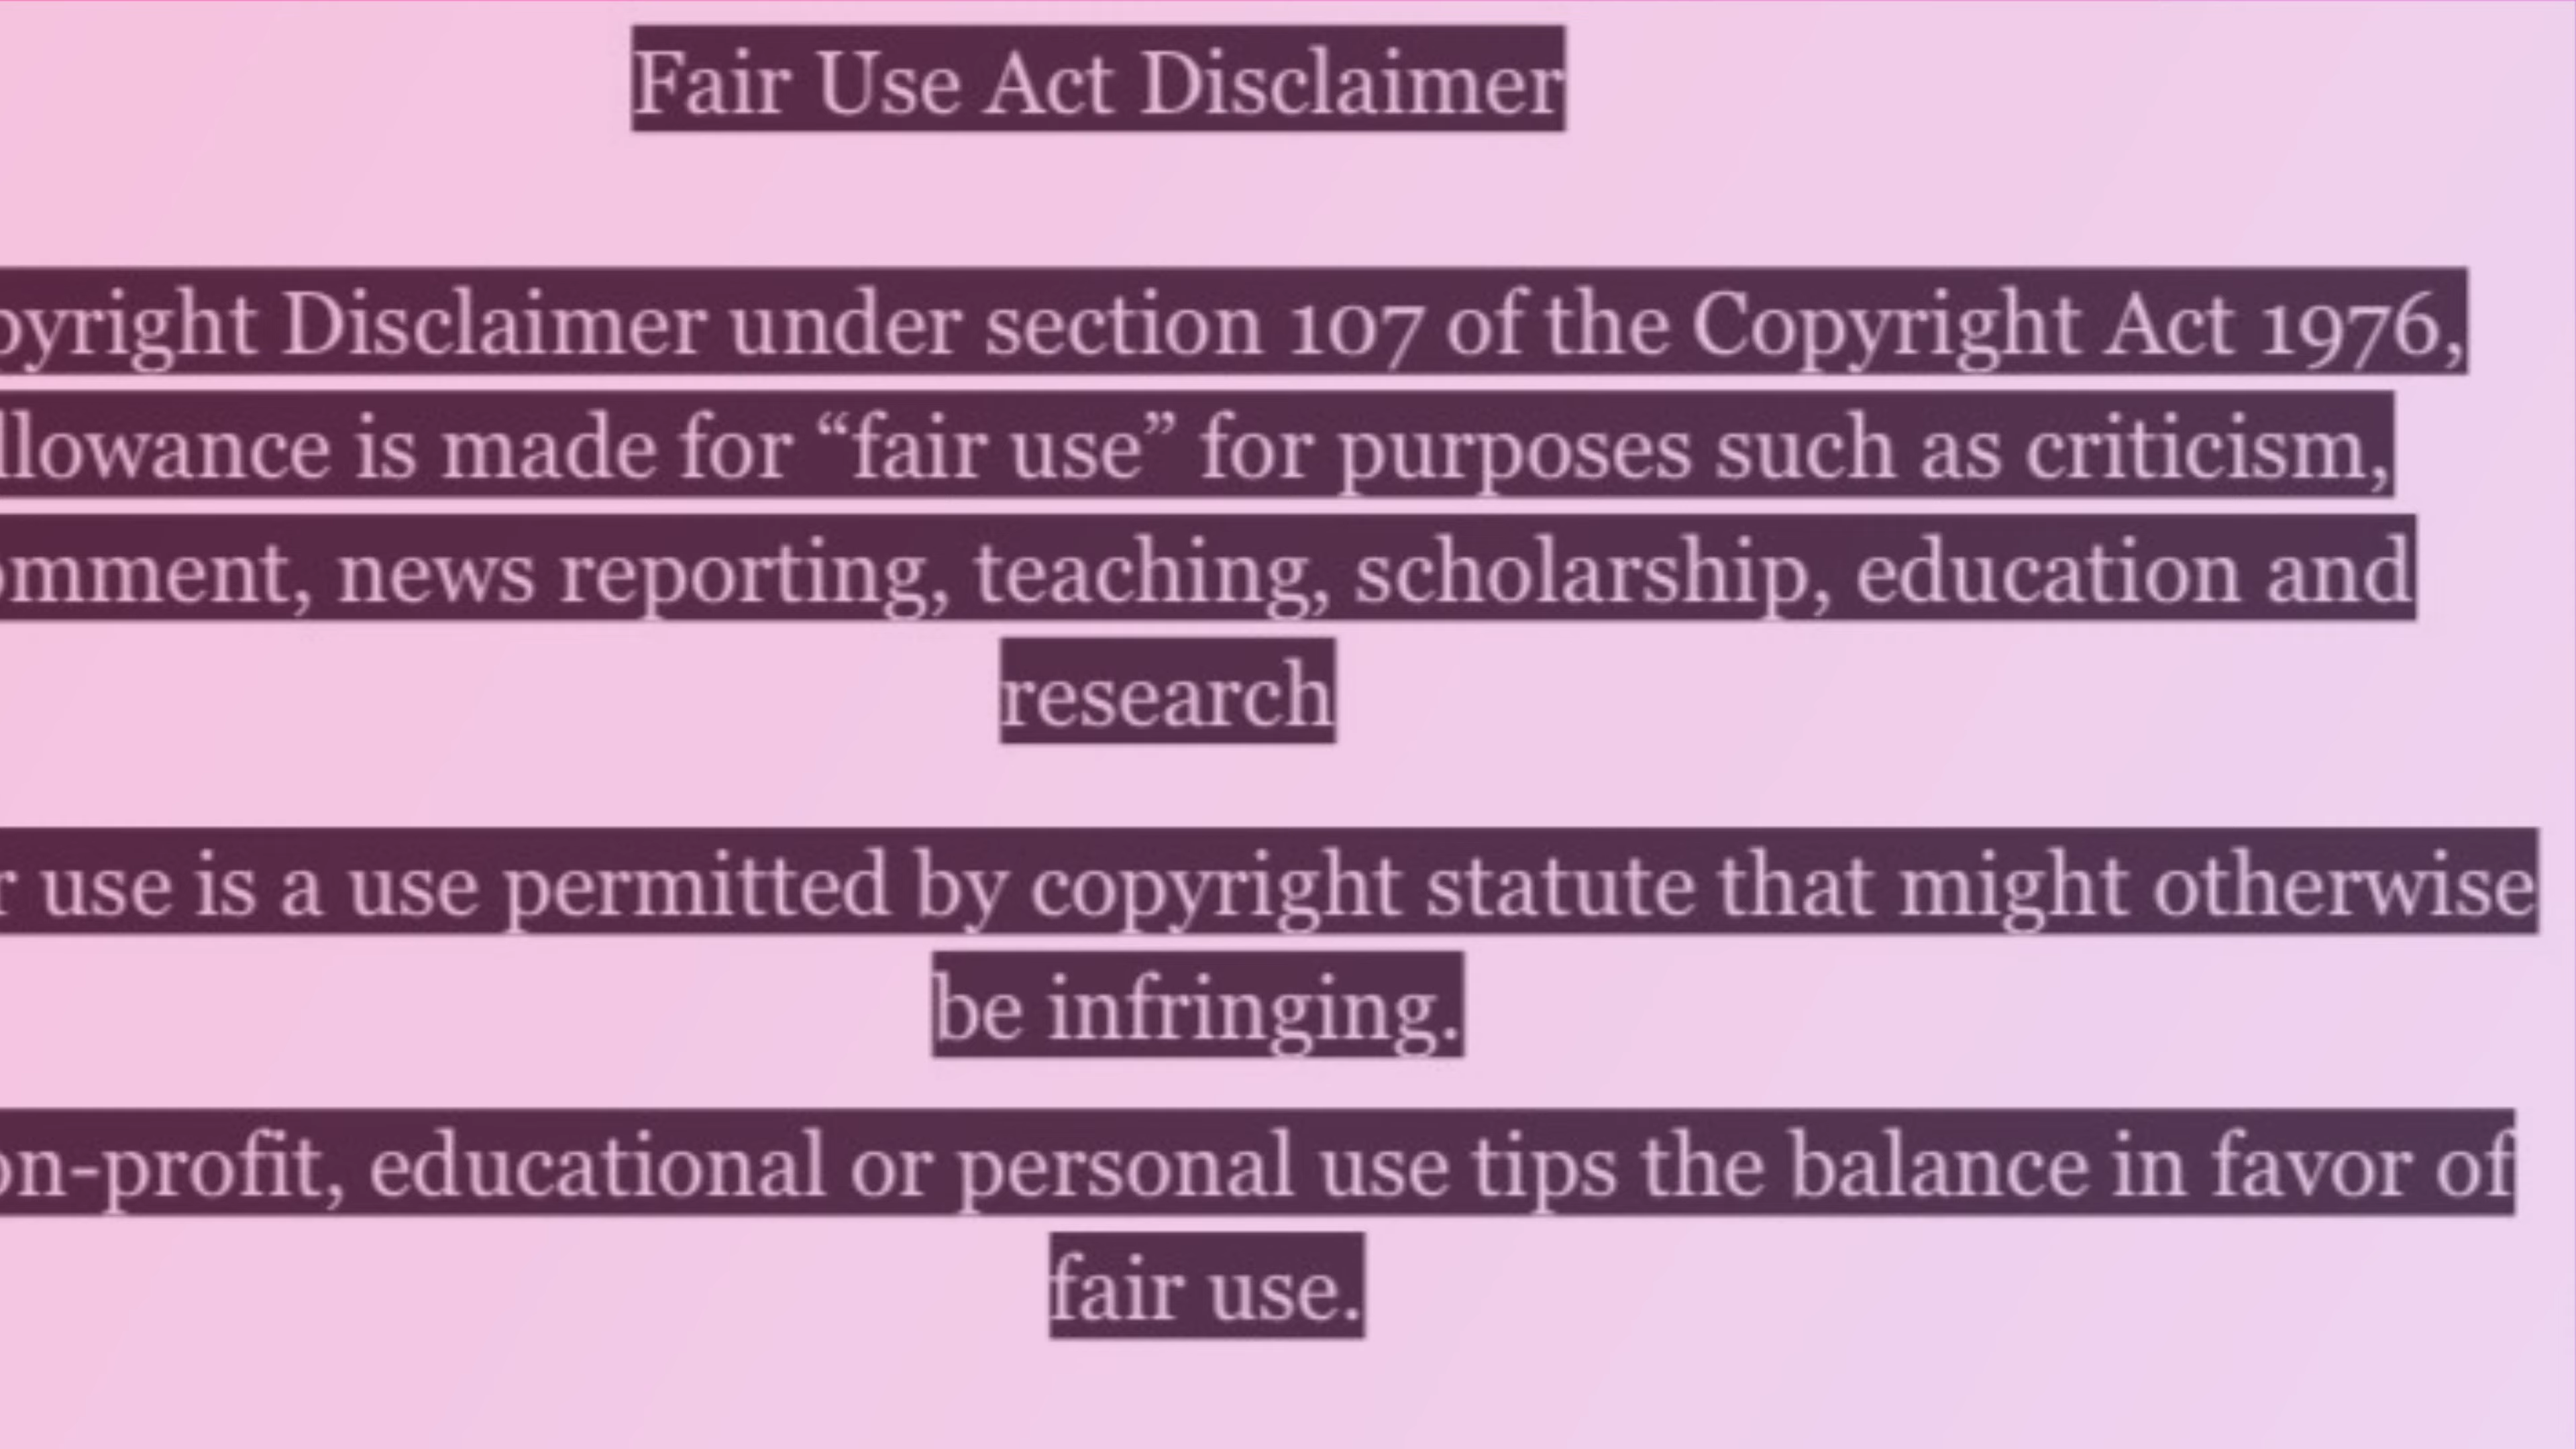 Fair Use Act Disclaimer
pyright Disclaimer under section 107 of the Copyright Act 1976,
llowance is made for “fair use” for purposes such as criticism,
omment, news reporting, teaching, scholarship, education and
research
r use is a use permitted by copyright statute that might otherwise
be infringing.
on-profit, educational or personal use tips the balance in favor of
fair use.